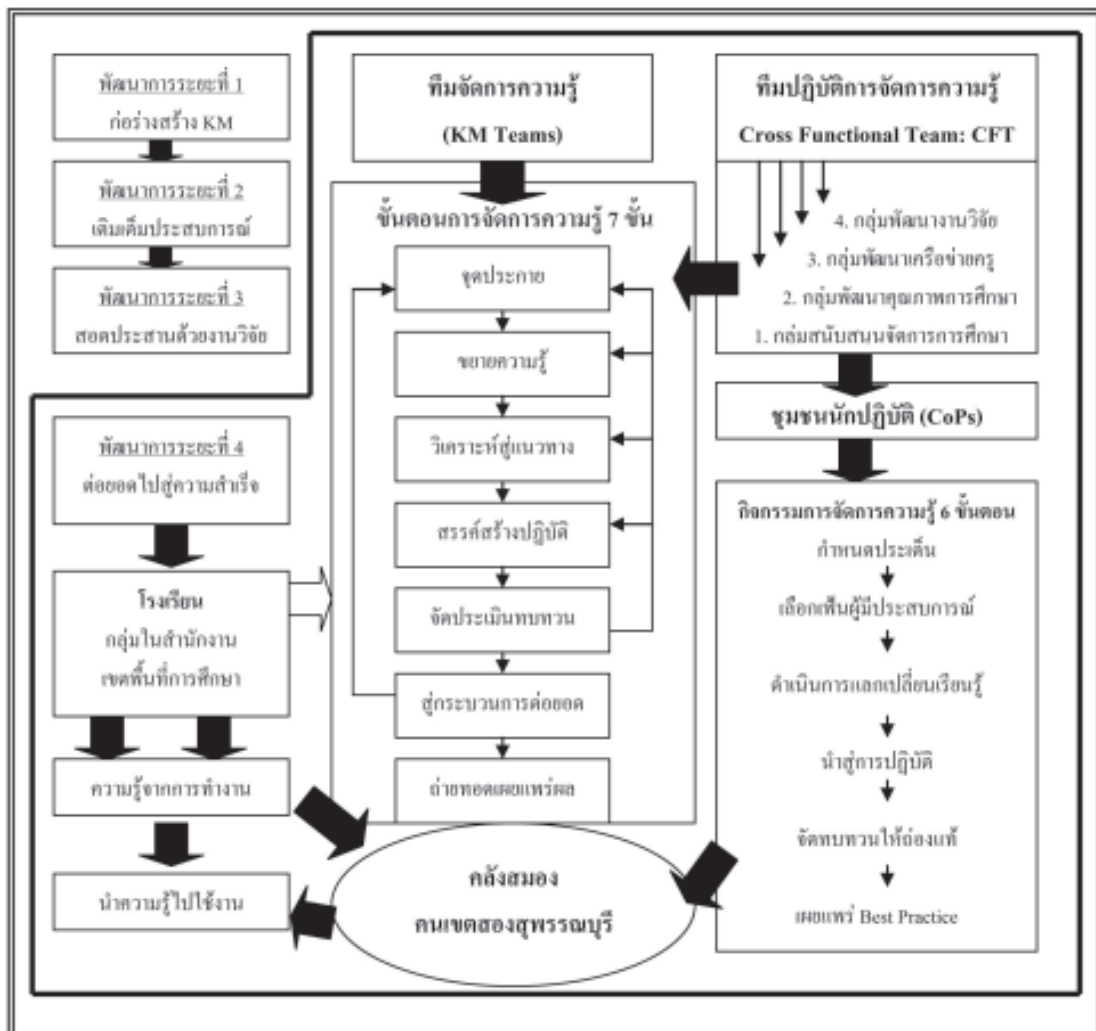 พัฒนาการระยะที่ 1
ก่อร่างสร้าง KM
พัฒนาการระยะที่ 2
เติมเต็มประสบการณ์
พัฒนาการระยะที่ 3
สอดประสานด้วยงานวิจัย
พัฒนาการระยะที่ 4
ต่อยอดไปสู่ความสำเร็จ
โรงเรียน
กลุ่มในสำนักงาน
เขตพื้นที่การศึกษา
ความรู้จากการทำงาน
นำความรู้ไปใช้งาน
ทีมจัดการความรู้
(KM Teams)
ขั้นตอนการจัดการความรู้ 7 ขั้น
จุดประกาย
ขยายความรู้
วิเคราะห์สู่แนวทาง
สรรค์สร้างปฏิบัติ
จัดประเมินทบทวน
สู่กระบวนการต่อยอด
ถ่ายทอดเผยแพร่ผล
คลังสมอง
คนเขตสองสุพรรณบุรี
ทีมปฏิบัติการจัดการความรู้
Cross Functional Team: CFT
4. กลุ่มพัฒนางานวิจัย
3. กลุ่มพัฒนาเครือข่ายครู
2. กลุ่มพัฒนาคุณภาพการศึกษา
1. กลุ่มสนับสนุนจัดการการศึกษา
ชุมชนนักปฏิบัติ (CoPs)
กิจกรรมการจัดการความรู้ 6 ขั้นตอน
กำหนดประเด็น
เลือกเฟ้นผู้มีประสบการณ์
ดำเนินการแลกเปลี่ยนเรียนรู้
นำสู่การปฏิบัติ
จัดทบทวนให้ถ่องแท้
เผยแพร่ Best Practice